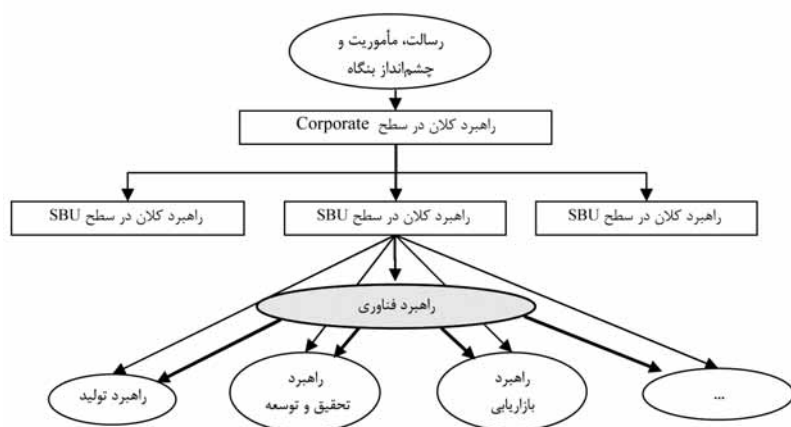 رسالت، مأموریت و
چشم‌انداز بنگاه
راهبرد کلان در سطح Corporate
راهبرد کلان در سطح SBU
راهبرد کلان در سطح SBU
راهبرد کلان در سطح SBU
راهبرد فناوری
...
راهبرد
بازاریابی
راهبرد
تحقیق و توسعه
راهبرد تولید